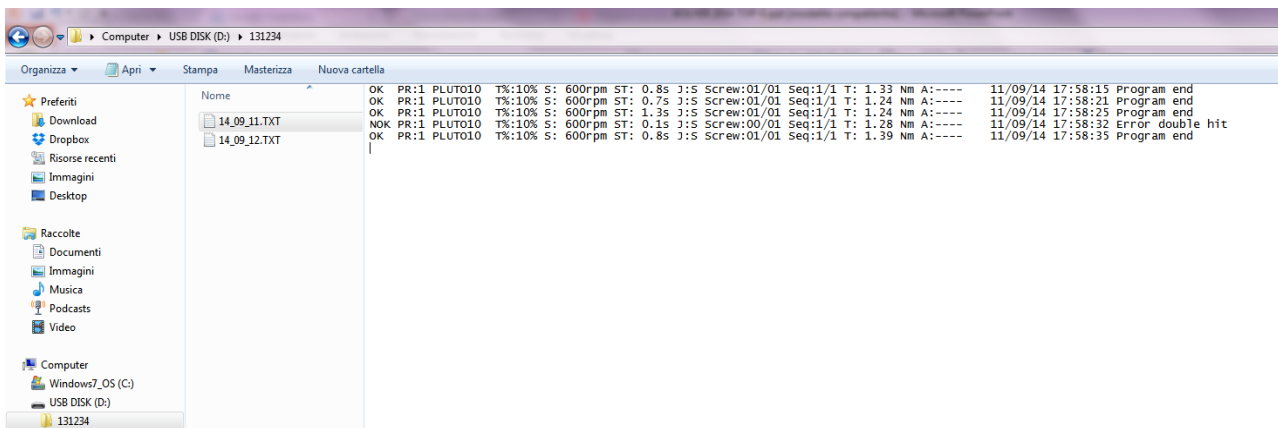 Computer ▸ USB DISK (D:) ▸ 131234
Organizza Apri Stampa Masterizza Nuova cartella
Preferiti
Download
Dropbox
Risorse recenti
Immagini
Desktop
Raccolte
Documenti
Immagini
Musica
Podcasts
Video
Computer
Windows7_OS (C:)
USB DISK (D:)
131234
Nome
14_09_11.TXT
14_09_12.TXT
OK PR:1 PLUTO10 T%:10% S: 600rpm ST: 0.8s J:S Screw:01/01 Seq:1/1 T: 1.33 Nm A:---- 11/09/14 17:58:15 Program end
OK PR:1 PLUTO10 T%:10% S: 600rpm ST: 0.7s J:S Screw:01/01 Seq:1/1 T: 1.24 Nm A:---- 11/09/14 17:58:21 Program end
OK PR:1 PLUTO10 T%:10% S: 600rpm ST: 1.3s J:S Screw:01/01 Seq:1/1 T: 1.24 Nm A:---- 11/09/14 17:58:25 Program end
NOK PR:1 PLUTO10 T%:10% S: 600rpm ST: 0.1s J:S Screw:00/01 Seq:1/1 T: 1.28 Nm A:---- 11/09/14 17:58:32 Error double hit
OK PR:1 PLUTO10 T%:10% S: 600rpm ST: 0.8s J:S Screw:01/01 Seq:1/1 T: 1.39 Nm A:---- 11/09/14 17:58:35 Program end